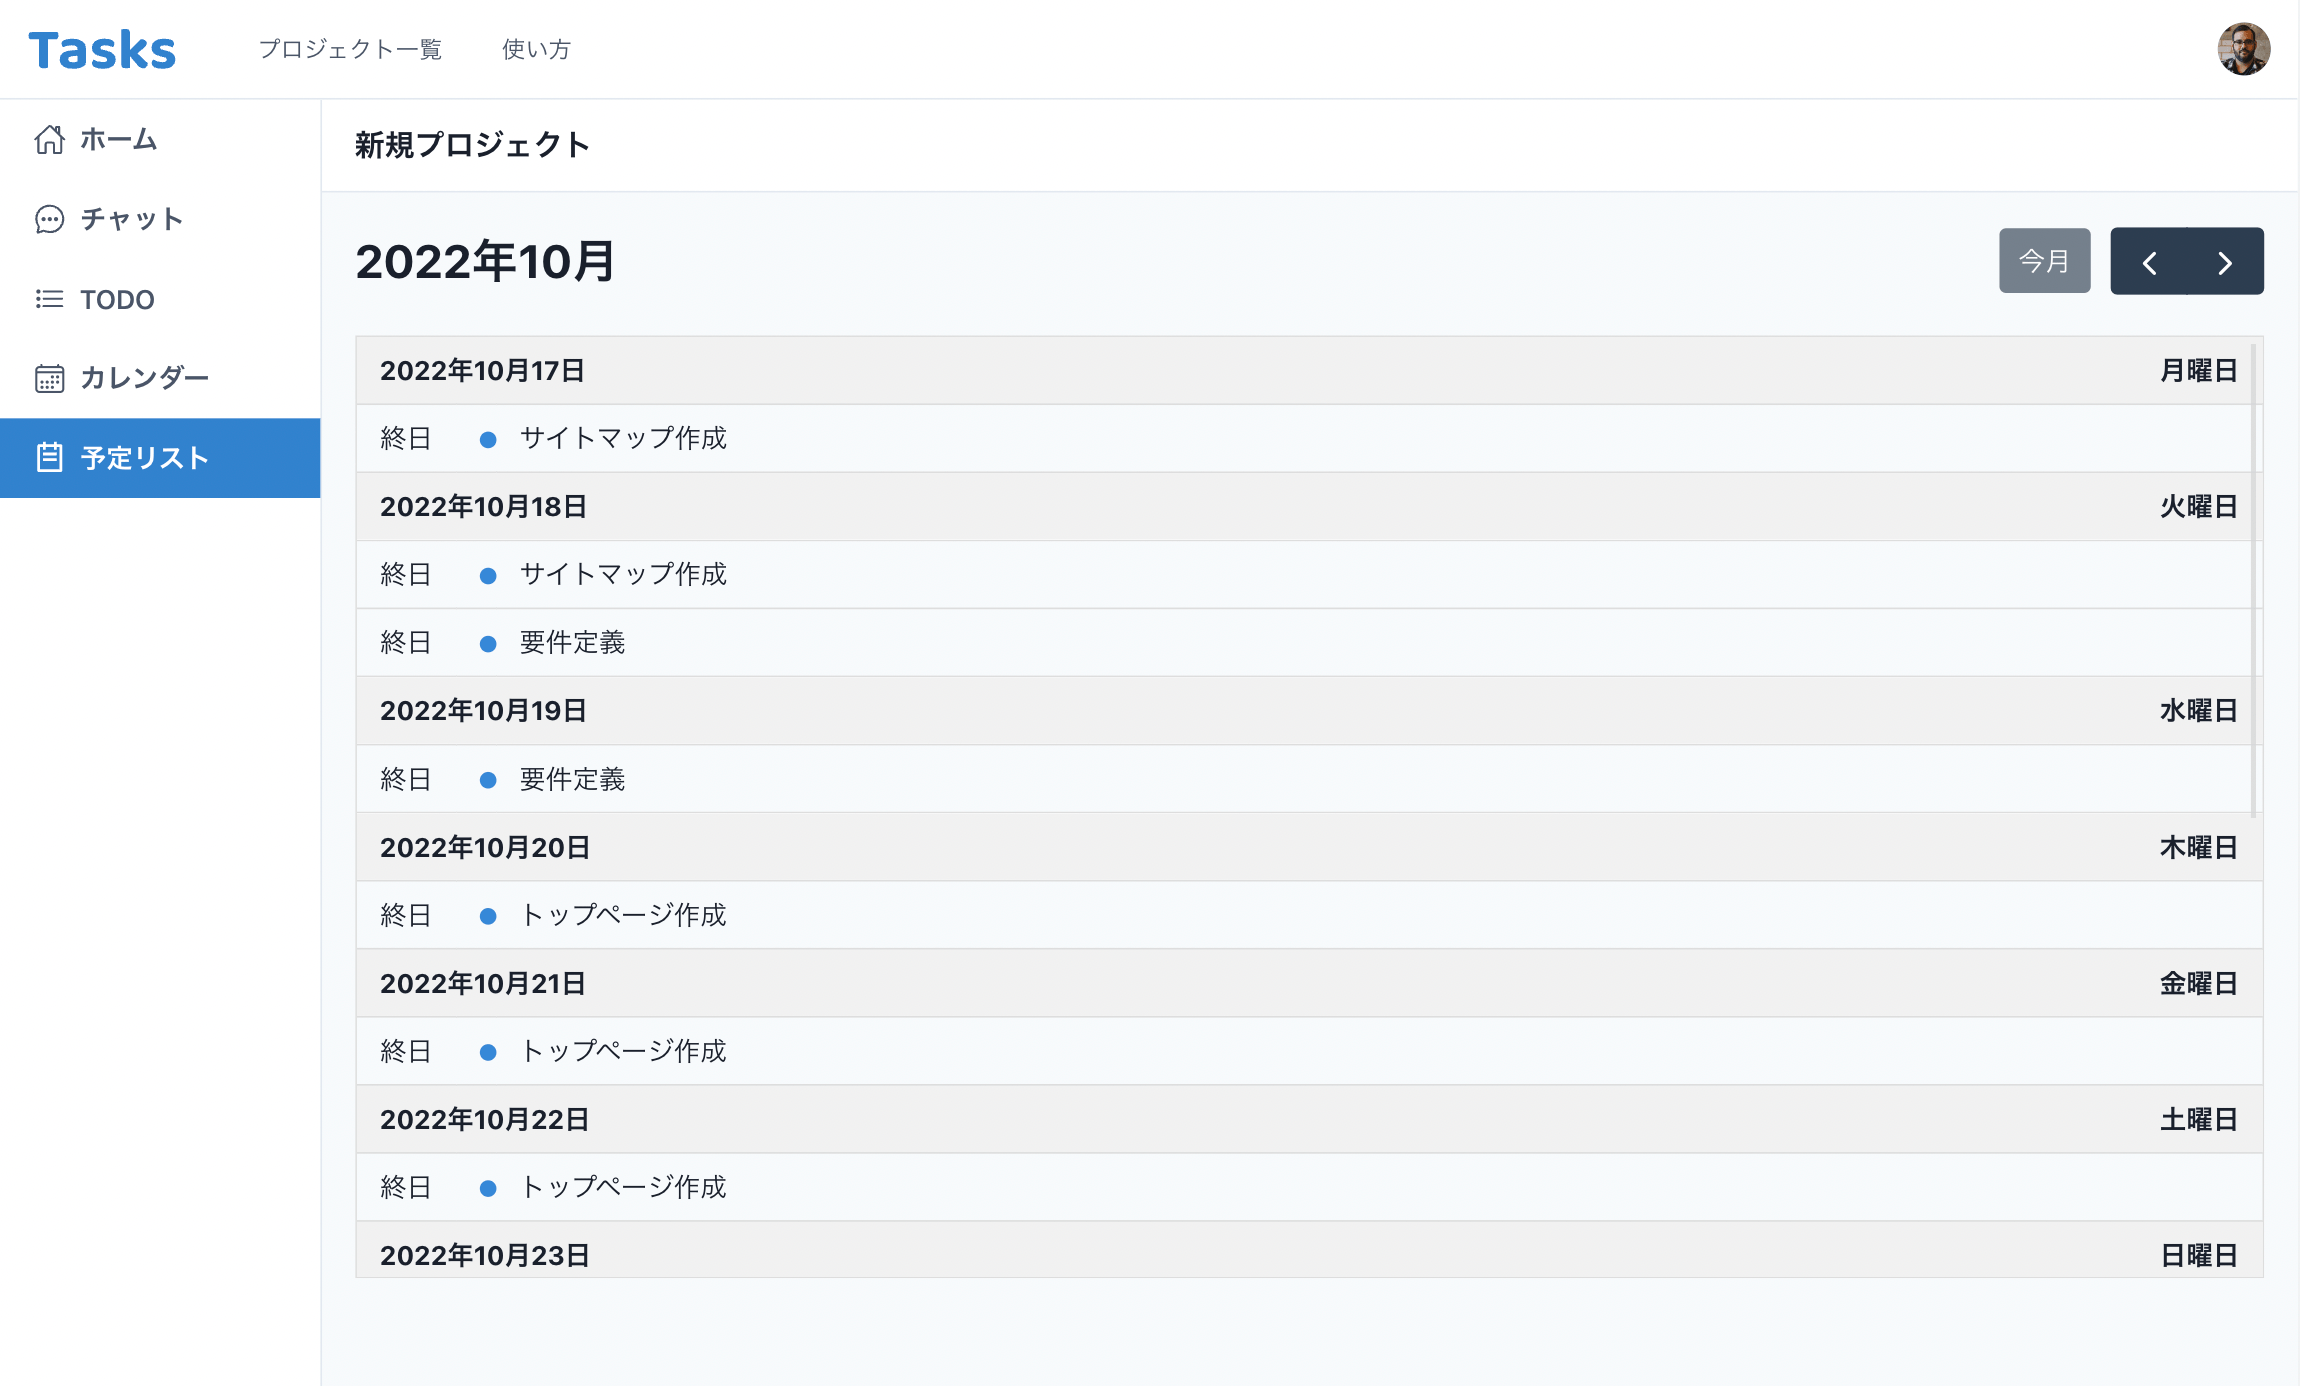 Tasks プロジェクト一覧 使い方
ホーム
チャット
TODO
カレンダー
予定リスト
新規プロジェクト
2022年10月 今月
2022年10月17日 月曜日
終日 サイトマップ作成
2022年10月18日 火曜日
終日 サイトマップ作成
終日 要件定義
2022年10月19日 水曜日
終日 要件定義
2022年10月20日 木曜日
終日 トップページ作成
2022年10月21日 金曜日
終日 トップページ作成
2022年10月22日 土曜日
終日 トップページ作成
2022年10月23日 日曜日